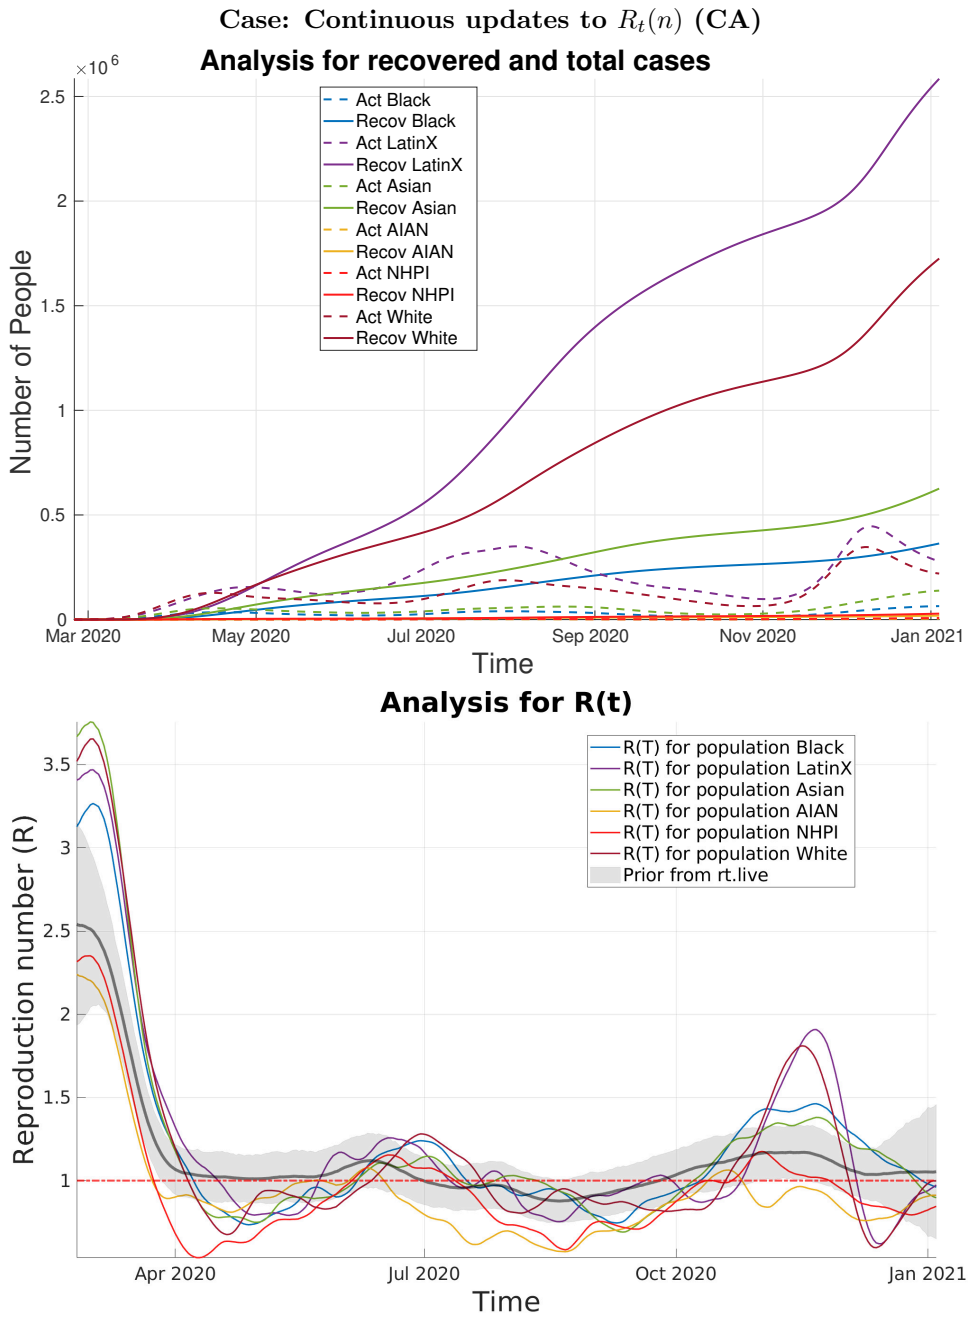 Case: Continuous updates to R_t(n) (CA)
Analysis for recovered and total cases
×10^6
2.5
2
1.5
1
0.5
0
Number of People
Act Black
Recov Black
Act LatinX
Recov LatinX
Act Asian
Recov Asian
Act AIAN
Recov AIAN
Act NHPI
Recov NHPI
Act White
Recov White
Mar 2020 May 2020 Jul 2020 Sep 2020 Nov 2020 Jan 2021
Time
Analysis for R(t)
3.5
3
2.5
2
1.5
1
Reproduction number (R)
R(T) for population Black
R(T) for population LatinX
R(T) for population Asian
R(T) for population AIAN
R(T) for population NHPI
R(T) for population White
Prior from rt.live
Apr 2020 Jul 2020 Oct 2020 Jan 2021
Time